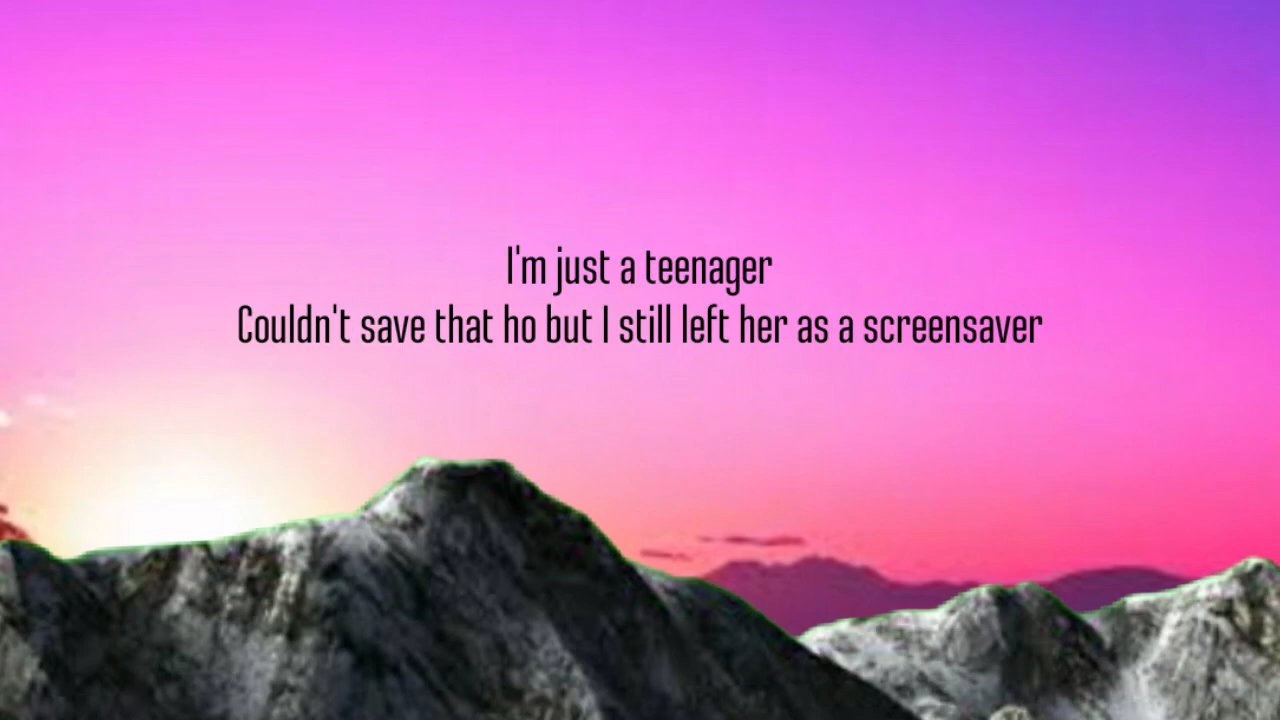 I'm just a teenager
Couldn't save that ho but I still left her as a screensaver